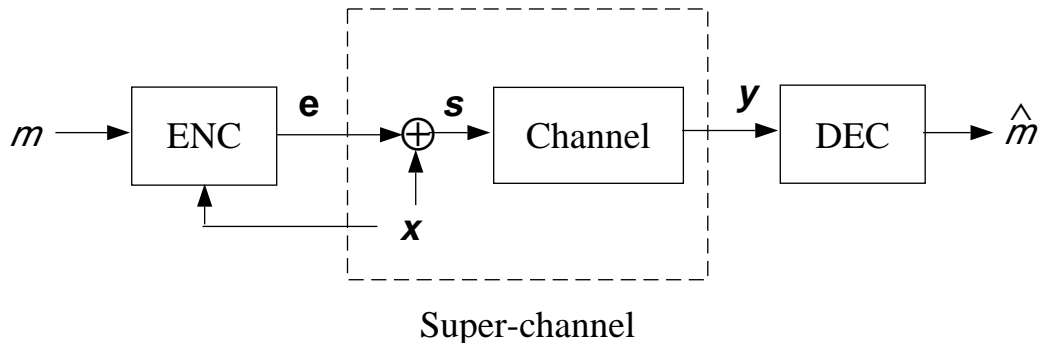 m
ENC
e
s
Channel
y
DEC
m̂
x
Super-channel